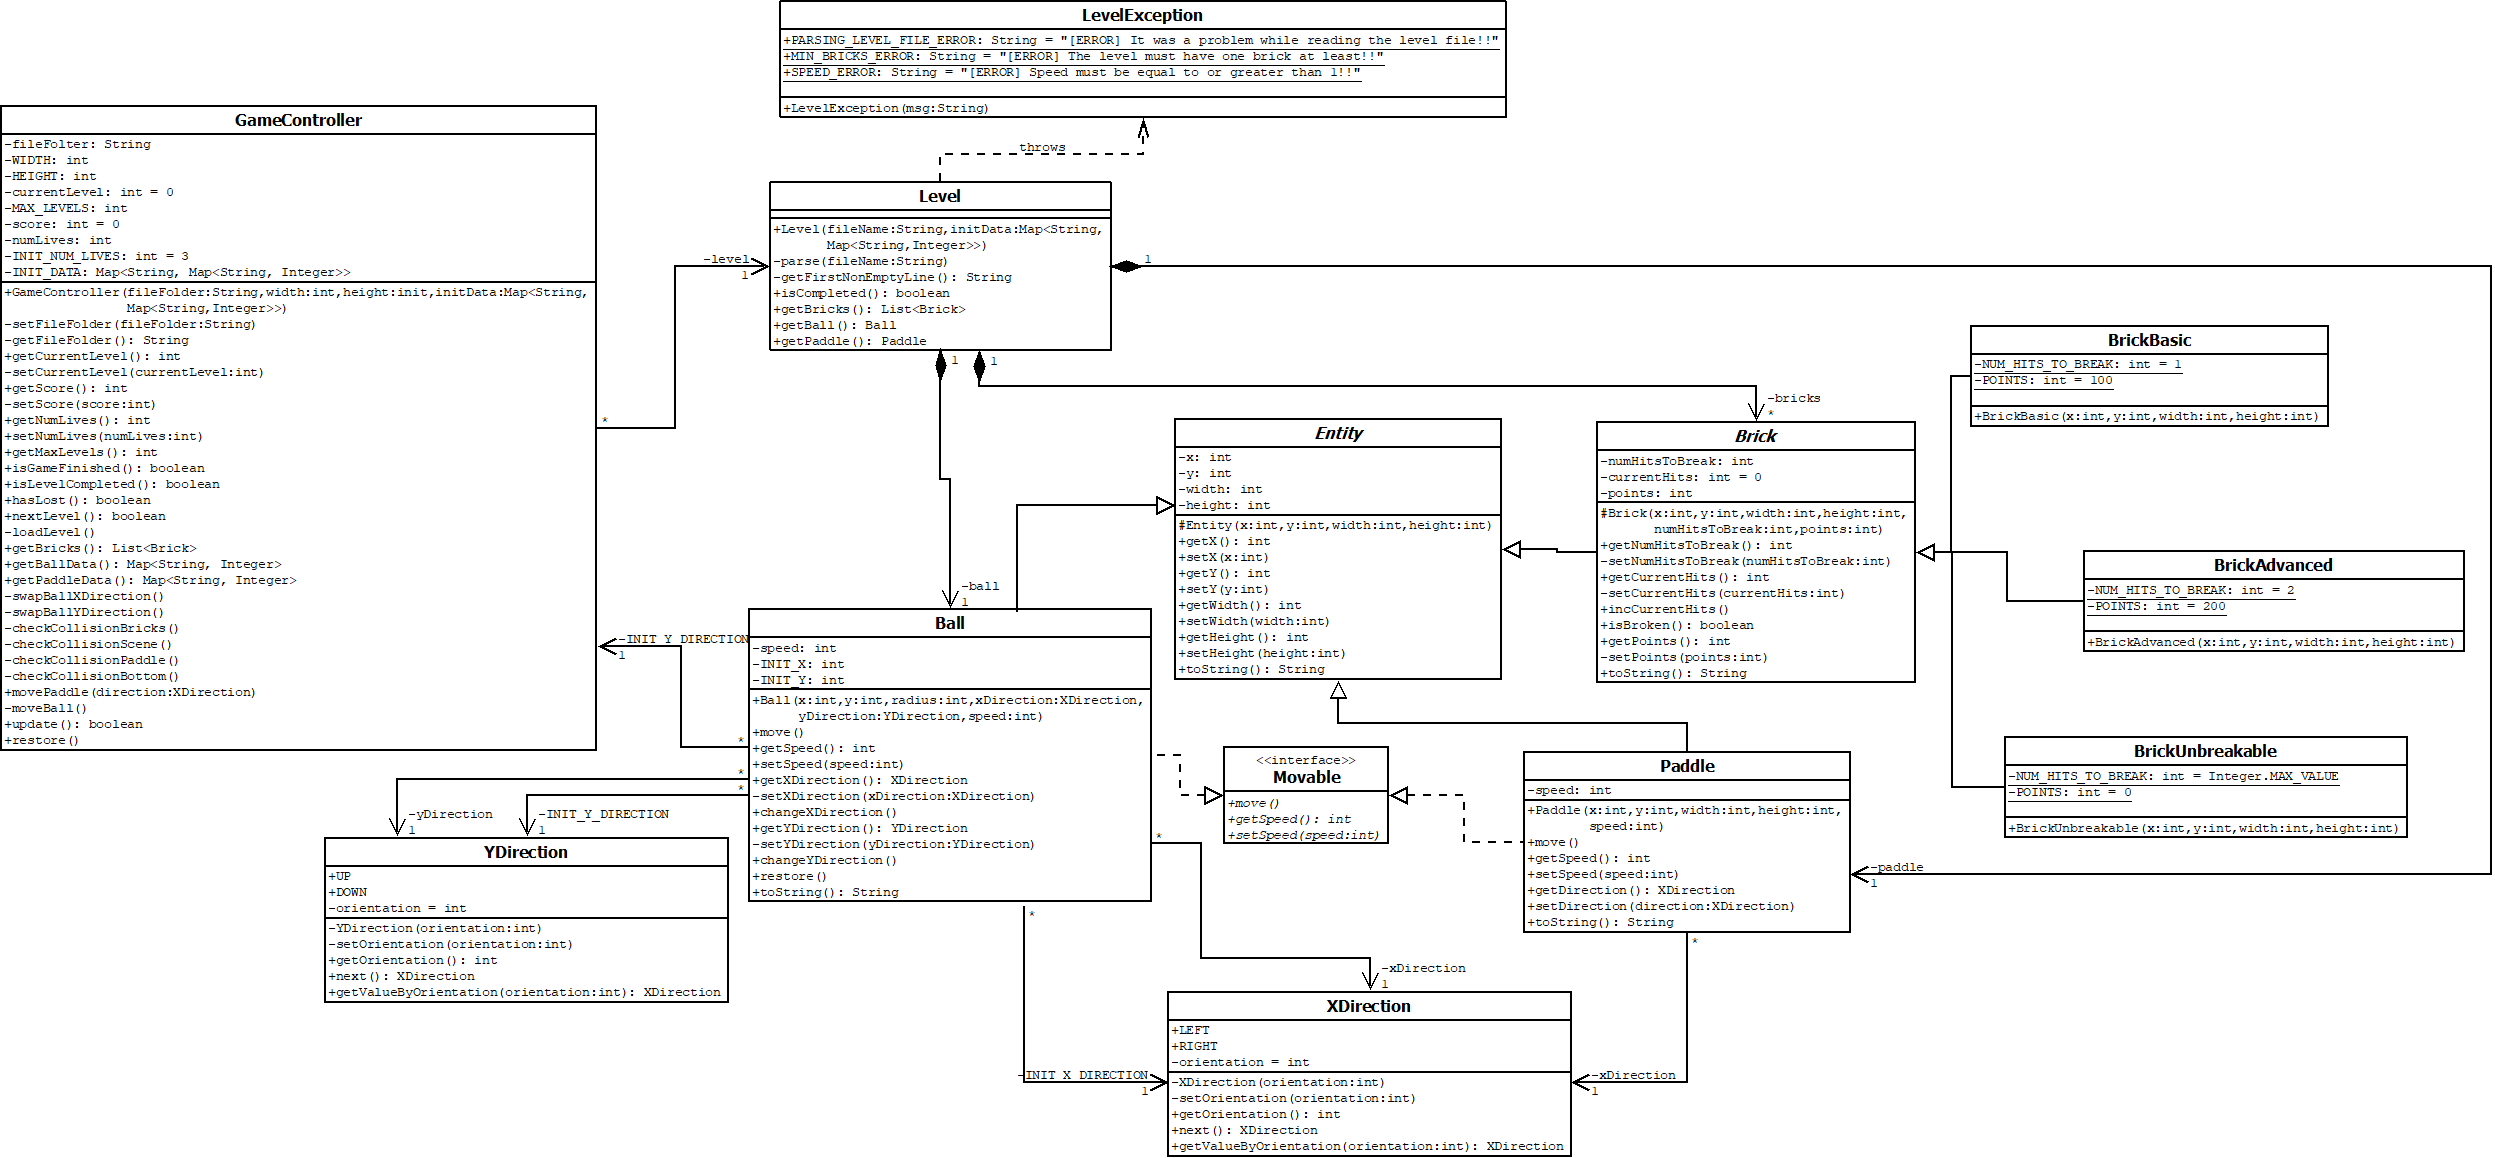 LevelException
+PARSING_LEVEL_FILE_ERROR: String = "[ERROR] It was a problem while reading the level file!!"
+MIN_BRICKS_ERROR: String = "[ERROR] The level must have one brick at least!!"
+SPEED_ERROR: String = "[ERROR] Speed must be equal to or greater than 1!!"
+LevelException(msg:String)
throws
GameController
-fileFolter: String
-WIDTH: int
-HEIGHT: int
-currentLevel: int = 0
-MAX_LEVELS: int
-score: int = 0
-numLives: int
-INIT_NUM_LIVES: int = 3
-INIT_DATA: Map<String, Map<String, Integer>>
+GameController(fileFolder:String,width:int,height:init,initData:Map<String,
Map<String,Integer>>)
-setFileFolder(fileFolder:String)
-getFileFolder(): String
+getCurrentLevel(): int
-setCurrentLevel(currentLevel:int)
+getScore(): int
-setScore(score:int)
+getNumLives(): int
+setNumLives(numLives:int)
+getMaxLevels(): int
+isGameFinished(): boolean
+isLevelCompleted(): boolean
+hasLost(): boolean
+nextLevel(): boolean
-loadLevel()
+getBricks(): List<Brick>
+getBallData(): Map<String, Integer>
+getPaddleData(): Map<String, Integer>
-swapBallXDirection()
-swapBallYDirection()
-checkCollisionBricks()
-checkCollisionScene()
-checkCollisionPaddle()
-checkCollisionBottom()
+movePaddle(direction:XDirection)
-moveBall()
+update(): boolean
+restore()
*
-level
1
Level
+Level(fileName:String,initData:Map<String,
Map<String,Integer>>)
-parse(fileName:String)
-getFirstNonEmptyLine(): String
+isCompleted(): boolean
+getBricks(): List<Brick>
+getBall(): Ball
+getPaddle(): Paddle
1
1
1
-bricks
*
-ball
1
Entity
-x: int
-y: int
-width: int
-height: int
#Entity(x:int,y:int,width:int,height:int)
+getX(): int
+setX(x:int)
+getY(): int
+setY(y:int)
+getWidth(): int
+setWidth(width:int)
+getHeight(): int
+setHeight(height:int)
+toString(): String
Brick
-numHitsToBreak: int
-currentHits: int = 0
-points: int
#Brick(x:int,y:int,width:int,height:int,
numHitsToBreak:int,points:int)
+getNumHitsToBreak(): int
-setNumHitsToBreak(numHitsToBreak:int)
+getCurrentHits(): int
-setCurrentHits(currentHits:int)
+incCurrentHits()
+isBroken(): boolean
+getPoints(): int
-setPoints(points:int)
+toString(): String
BrickBasic
-NUM_HITS_TO_BREAK: int = 1
-POINTS: int = 100
+BrickBasic(x:int,y:int,width:int,height:int)
BrickAdvanced
-NUM_HITS_TO_BREAK: int = 2
-POINTS: int = 200
+BrickAdvanced(x:int,y:int,width:int,height:int)
BrickUnbreakable
-NUM_HITS_TO_BREAK: int = Integer.MAX_VALUE
-POINTS: int = 0
+BrickUnbreakable(x:int,y:int,width:int,height:int)
Ball
-speed: int
-INIT_X: int
-INIT_Y: int
+Ball(x:int,y:int,radius:int,xDirection:XDirection,
yDirection:YDirection,speed:int)
+move()
+getSpeed(): int
+setSpeed(speed:int)
+getXDirection(): XDirection
-setXDirection(xDirection:XDirection)
+changeXDirection()
+getYDirection(): YDirection
-setYDirection(yDirection:YDirection)
+changeYDirection()
+restore()
+toString(): String
-INIT_Y_DIRECTION
1
*
*
*
-yDirection
1
-INIT_Y_DIRECTION
1
YDirection
+UP
+DOWN
-orientation = int
-YDirection(orientation:int)
-setOrientation(orientation:int)
+getOrientation(): int
+next(): XDirection
+getValueByOrientation(orientation:int): XDirection
<<interface>>
Movable
+move()
+getSpeed(): int
+setSpeed(speed:int)
Paddle
-speed: int
+Paddle(x:int,y:int,width:int,height:int,
speed:int)
+move()
+getSpeed(): int
+setSpeed(speed:int)
+getDirection(): XDirection
+setDirection(direction:XDirection)
+toString(): String
-paddle
1
*
*
*
-xDirection
1
-INIT_X_DIRECTION
1
-xDirection
1
XDirection
+LEFT
+RIGHT
-orientation = int
-XDirection(orientation:int)
-setOrientation(orientation:int)
+getOrientation(): int
+next(): XDirection
+getValueByOrientation(orientation:int): XDirection